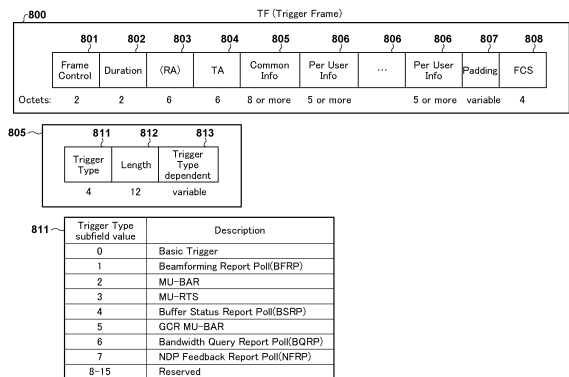 TF (Trigger Frame)
800
801 802 803 804 805 806 806 806 807 808
Frame Control Duration (RA) TA Common Info Per User Info ... Per User Info Padding FCS
Octets: 2 2 6 6 8 or more 5 or more 5 or more variable 4
805
811 812 813
Trigger Type Length Trigger Type dependent
4 12 variable
811
Trigger Type subfield value Description
0 Basic Trigger
1 Beamforming Report Poll(BFRP)
2 MU-BAR
3 MU-RTS
4 Buffer Status Report Poll(BSRP)
5 GCR MU-BAR
6 Bandwidth Query Report Poll(BQRP)
7 NDP Feedback Report Poll(NFRP)
8-15 Reserved